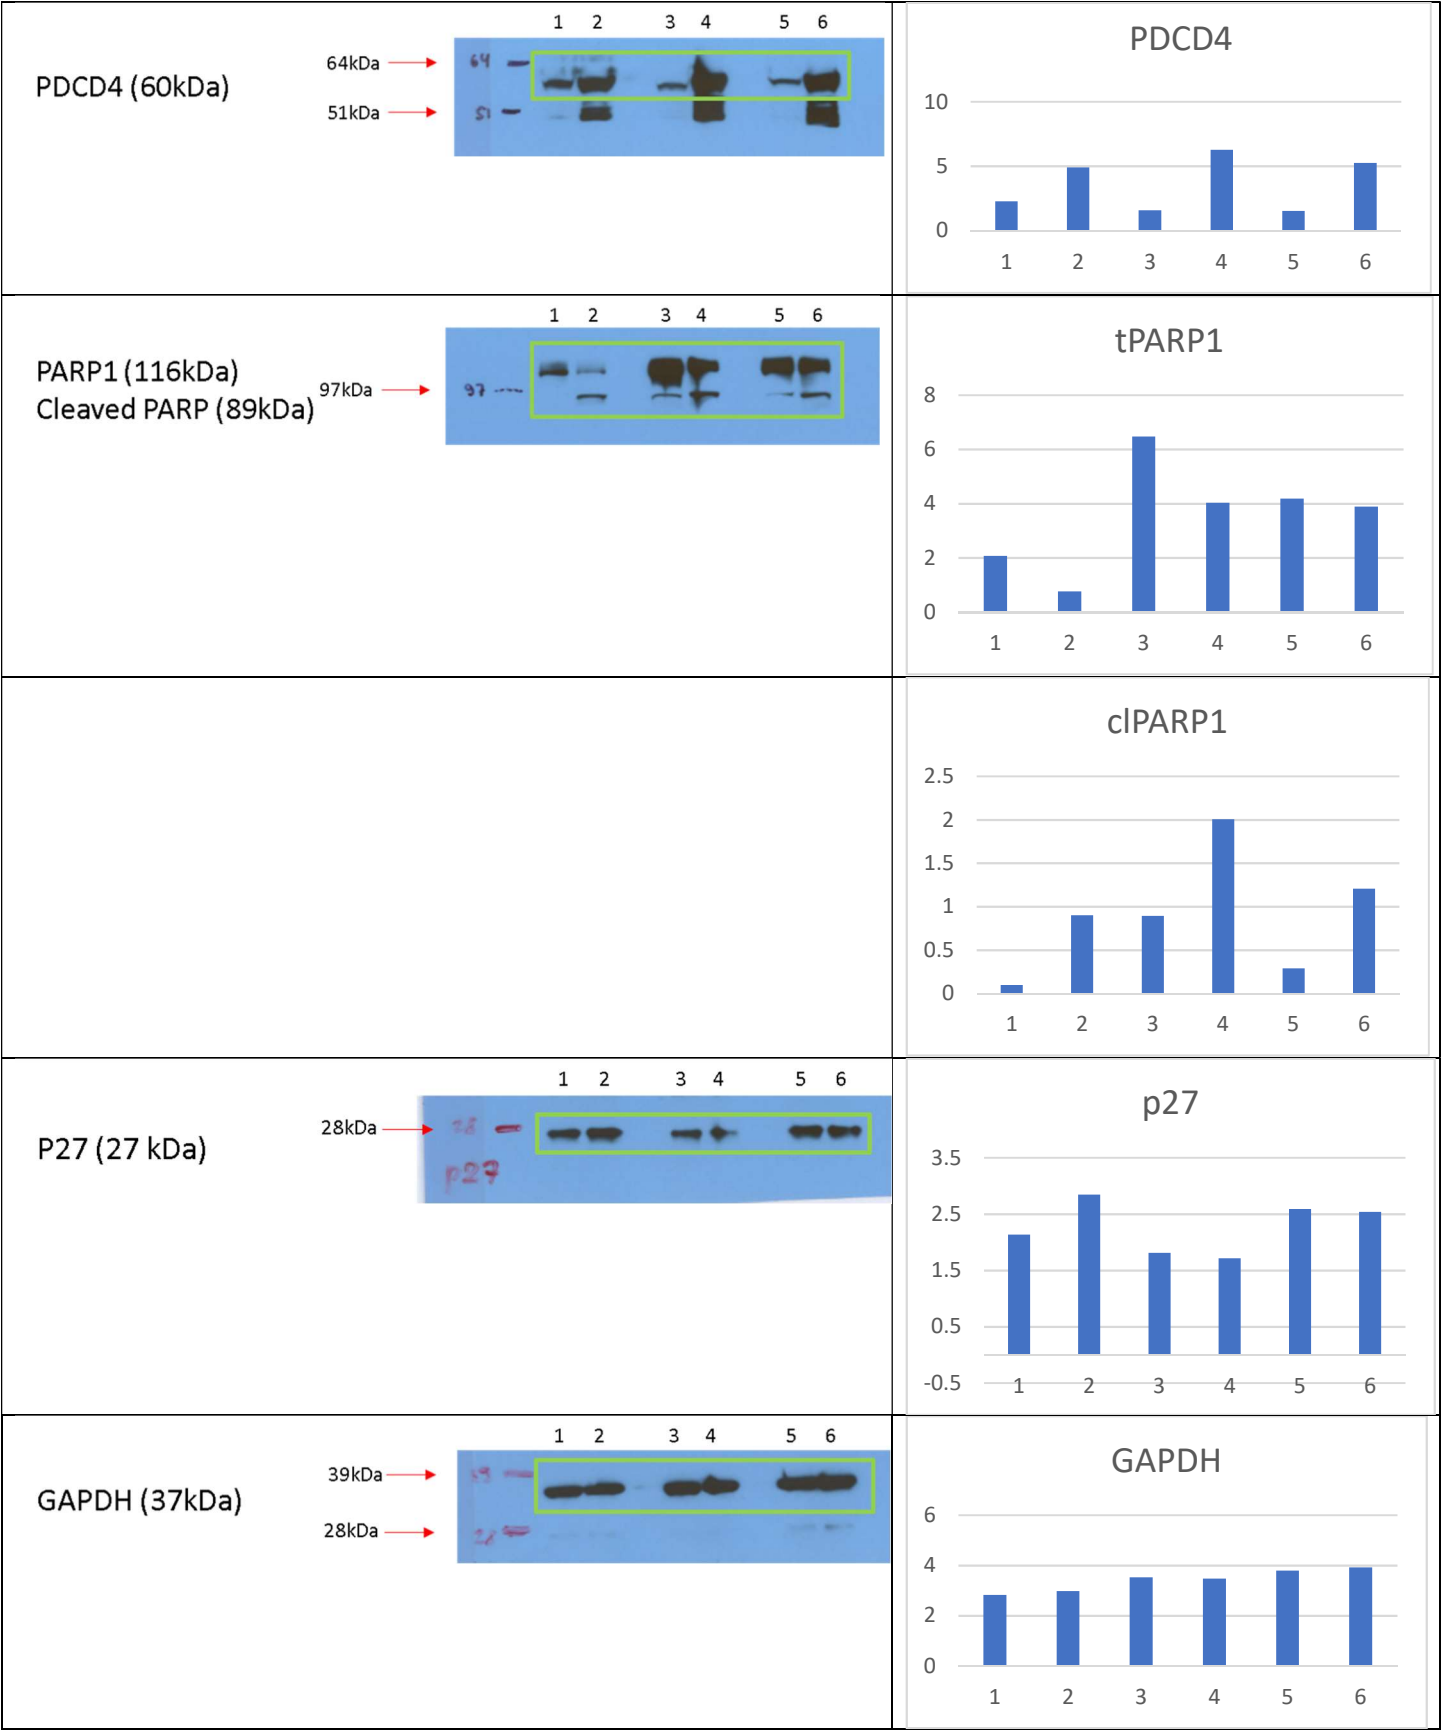 1 2 3 4 5 6
PDCD4 (60kDa)
64kDa
64
51kDa
51
PDCD4
10
5
0
1 2 3 4 5 6
1 2 3 4 5 6
PARP1 (116kDa)
Cleaved PARP (89kDa)
97kDa
97
tPARP1
8
6
4
2
0
1 2 3 4 5 6
clPARP1
2.5
2
1.5
1
0.5
0
1 2 3 4 5 6
1 2 3 4 5 6
P27 (27 kDa)
28kDa
28
p27
p27
3.5
2.5
1.5
0.5
-0.5
1 2 3 4 5 6
1 2 3 4 5 6
GAPDH (37kDa)
39kDa
39
28kDa
28
GAPDH
6
4
2
0
1 2 3 4 5 6